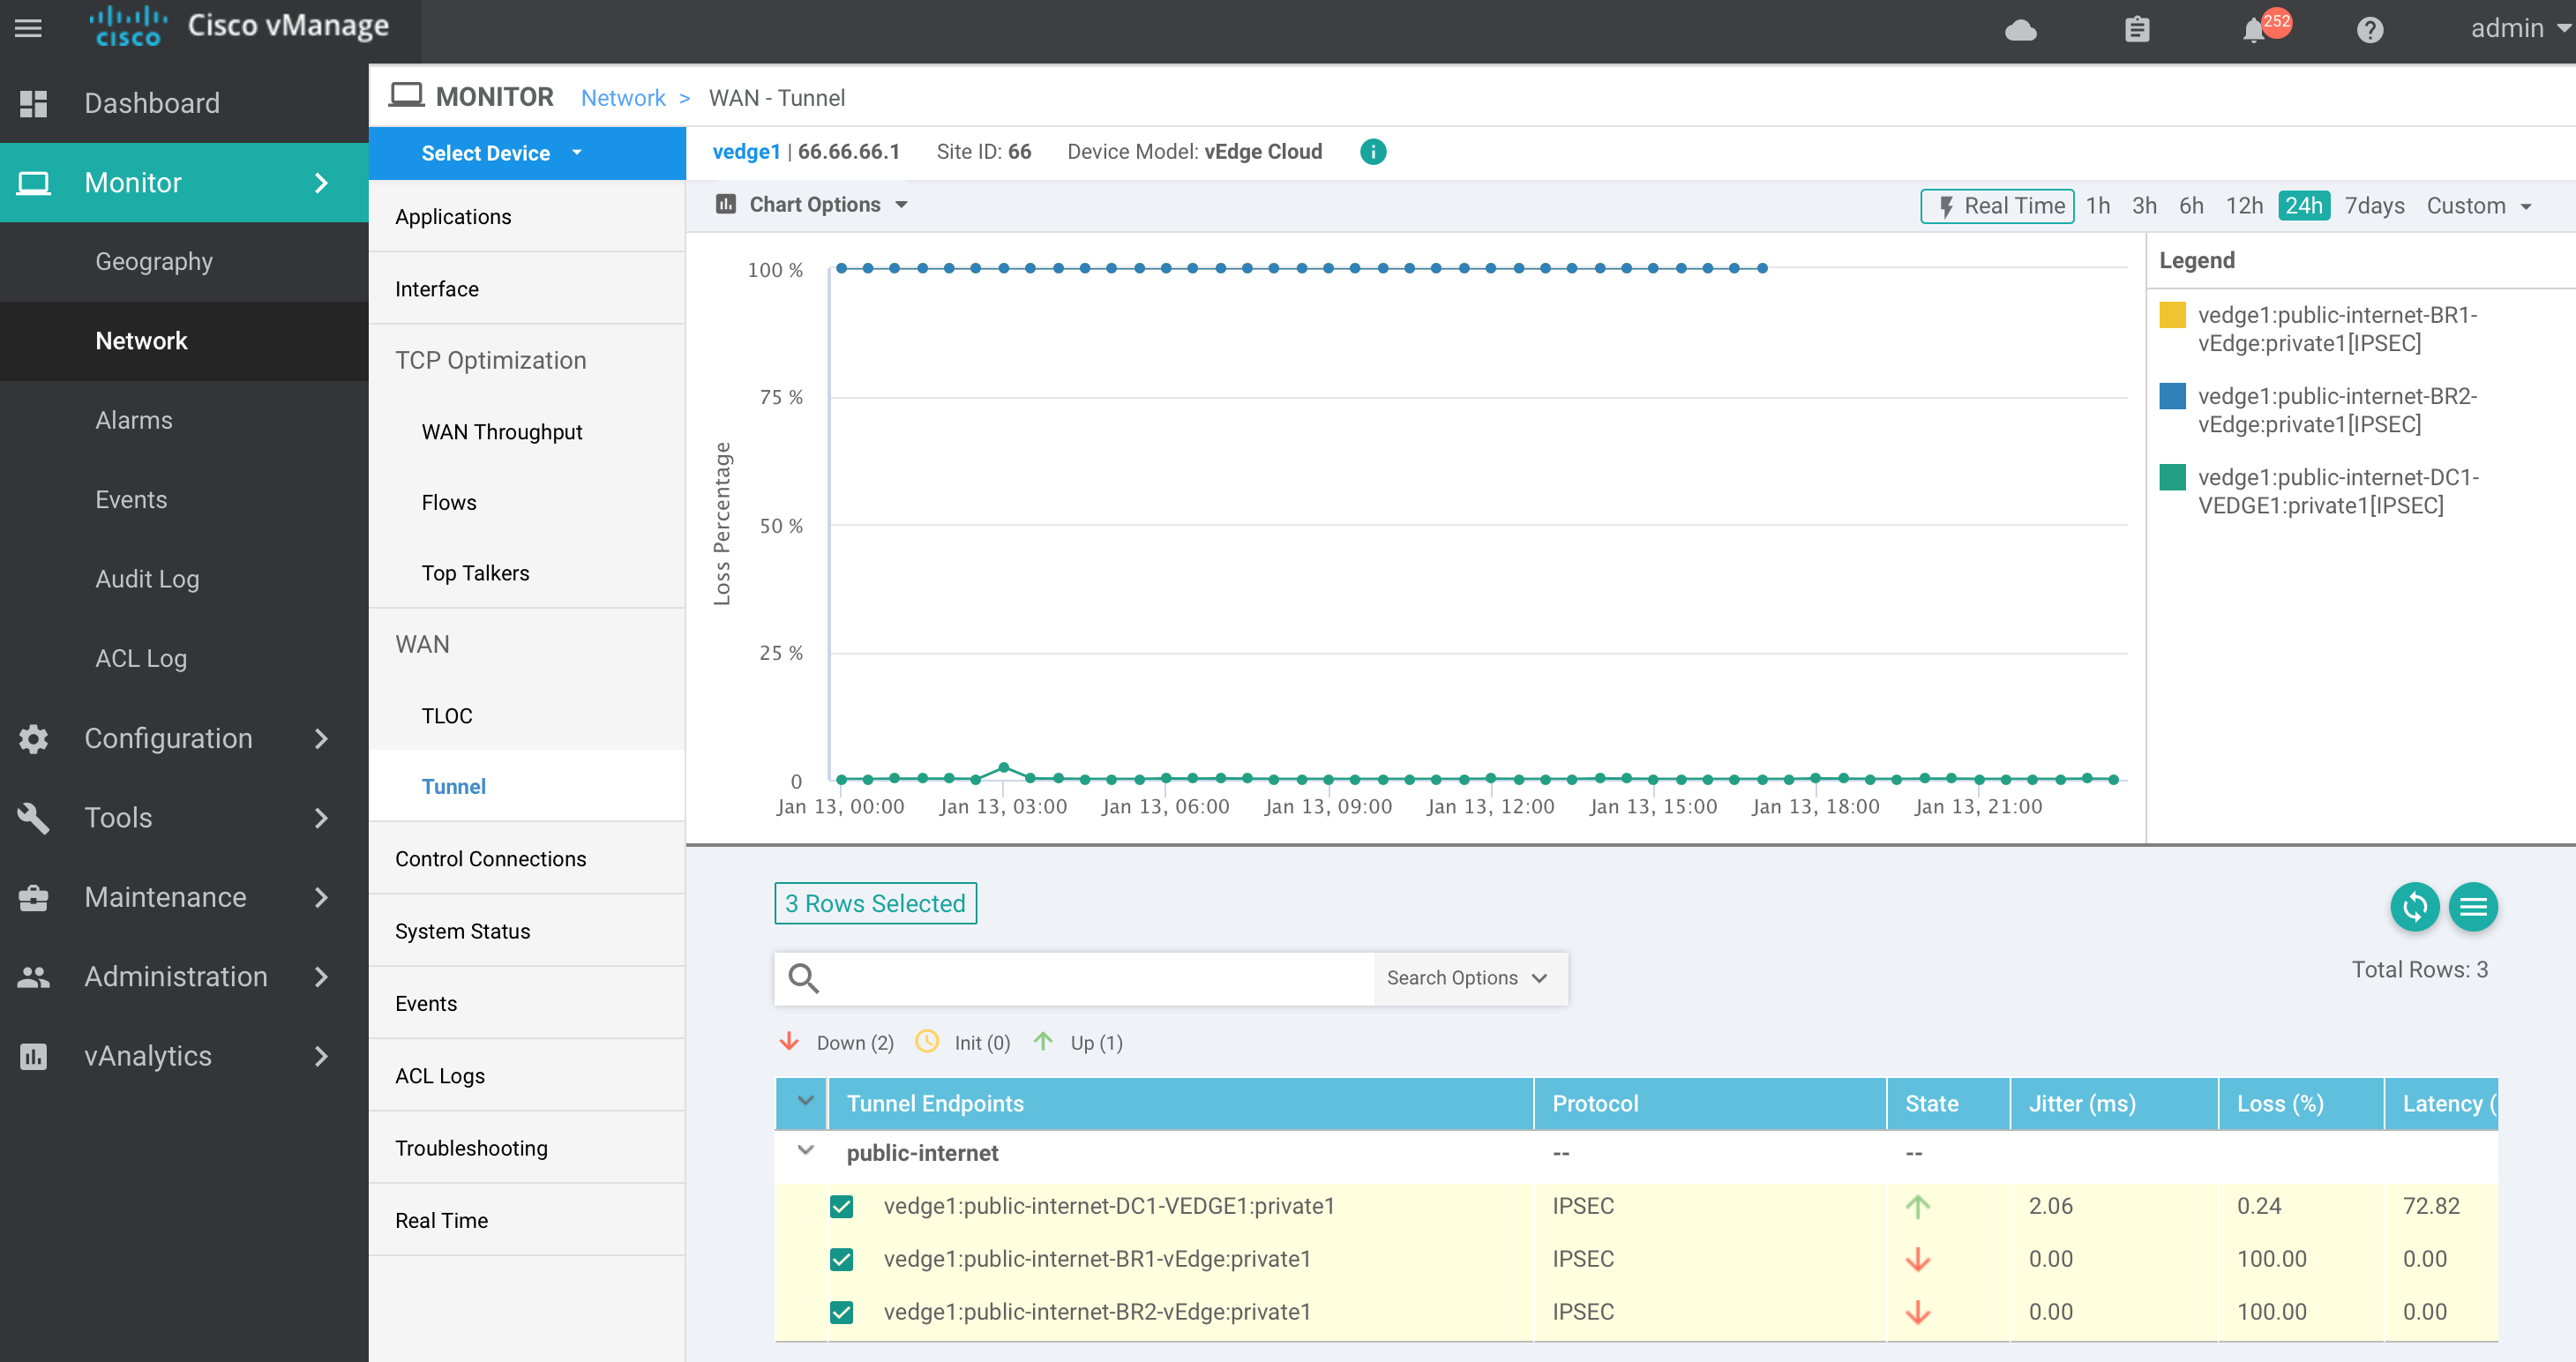 cisco
Cisco vManage
252
admin
Dashboard
Monitor
Geography
Network
Alarms
Events
Audit Log
ACL Log
Configuration
Tools
Maintenance
Administration
vAnalytics
MONITOR Network > WAN - Tunnel
Select Device
Applications
Interface
TCP Optimization
WAN Throughput
Flows
Top Talkers
WAN
TLOC
Tunnel
Control Connections
System Status
Events
ACL Logs
Troubleshooting
Real Time
vedge1 | 66.66.66.1 Site ID: 66 Device Model: vEdge Cloud
Chart Options
Real Time 1h 3h 6h 12h 24h 7days Custom
Loss Percentage
100 %
75 %
50 %
25 %
0
Jan 13, 00:00 Jan 13, 03:00 Jan 13, 06:00 Jan 13, 09:00 Jan 13, 12:00 Jan 13, 15:00 Jan 13, 18:00 Jan 13, 21:00
Legend
vedge1:public-internet-BR1-
vEdge:private1[IPSEC]
vedge1:public-internet-BR2-
vEdge:private1[IPSEC]
vedge1:public-internet-DC1-
VEDGE1:private1[IPSEC]
3 Rows Selected
Search Options
Total Rows: 3
Down (2) Init (0) Up (1)
Tunnel Endpoints Protocol State Jitter (ms) Loss (%) Latency (
public-internet -- --
vedge1:public-internet-DC1-VEDGE1:private1 IPSEC 2.06 0.24 72.82
vedge1:public-internet-BR1-vEdge:private1 IPSEC 0.00 100.00 0.00
vedge1:public-internet-BR2-vEdge:private1 IPSEC 0.00 100.00 0.00